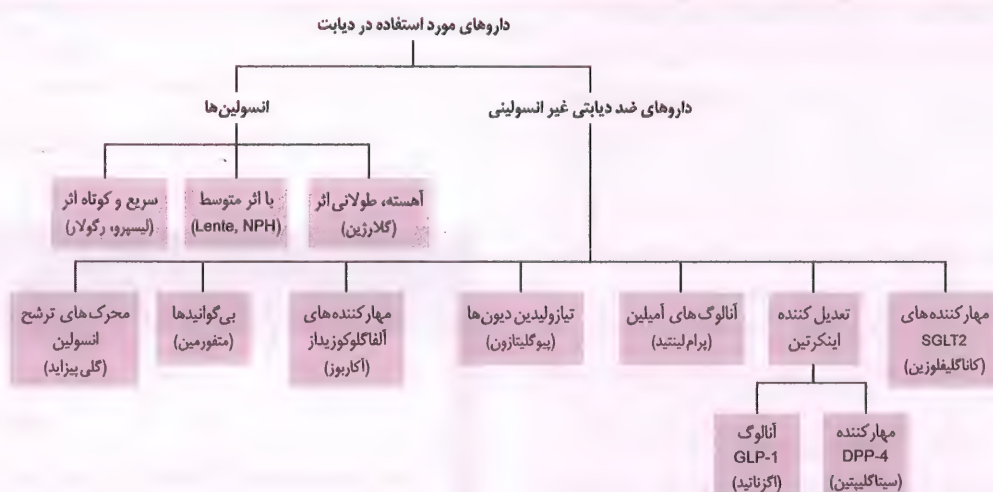 داروهای مورد استفاده در دیابت
داروهای ضد دیابتی غیر انسولینی
انسولین‌ها
آهسته، طولانی اثر
(گلارژین)
با اثر متوسط
(Lente, NPH)
سریع و کوتاه اثر
(لیسپرو، رگولار)
مهارکننده‌های
SGLT2
(کاناگلیفلوزین)
تعدیل کننده
اینکرتین
آنالوگ‌های آمیلین
(پرام‌لینتید)
تیازولیدین دیون‌ها
(پیوگلیتازون)
مهارکننده‌های
آلفاگلوکوزیداز
(آکاربوز)
بی‌گوانیدها
(متفورمین)
محرک‌های ترشح
انسولین
(گلی‌پیزاید)
مهارکننده
DPP-4
(سیتاگلیپتین)
آنالوگ
GLP-1
(اگزناتید)